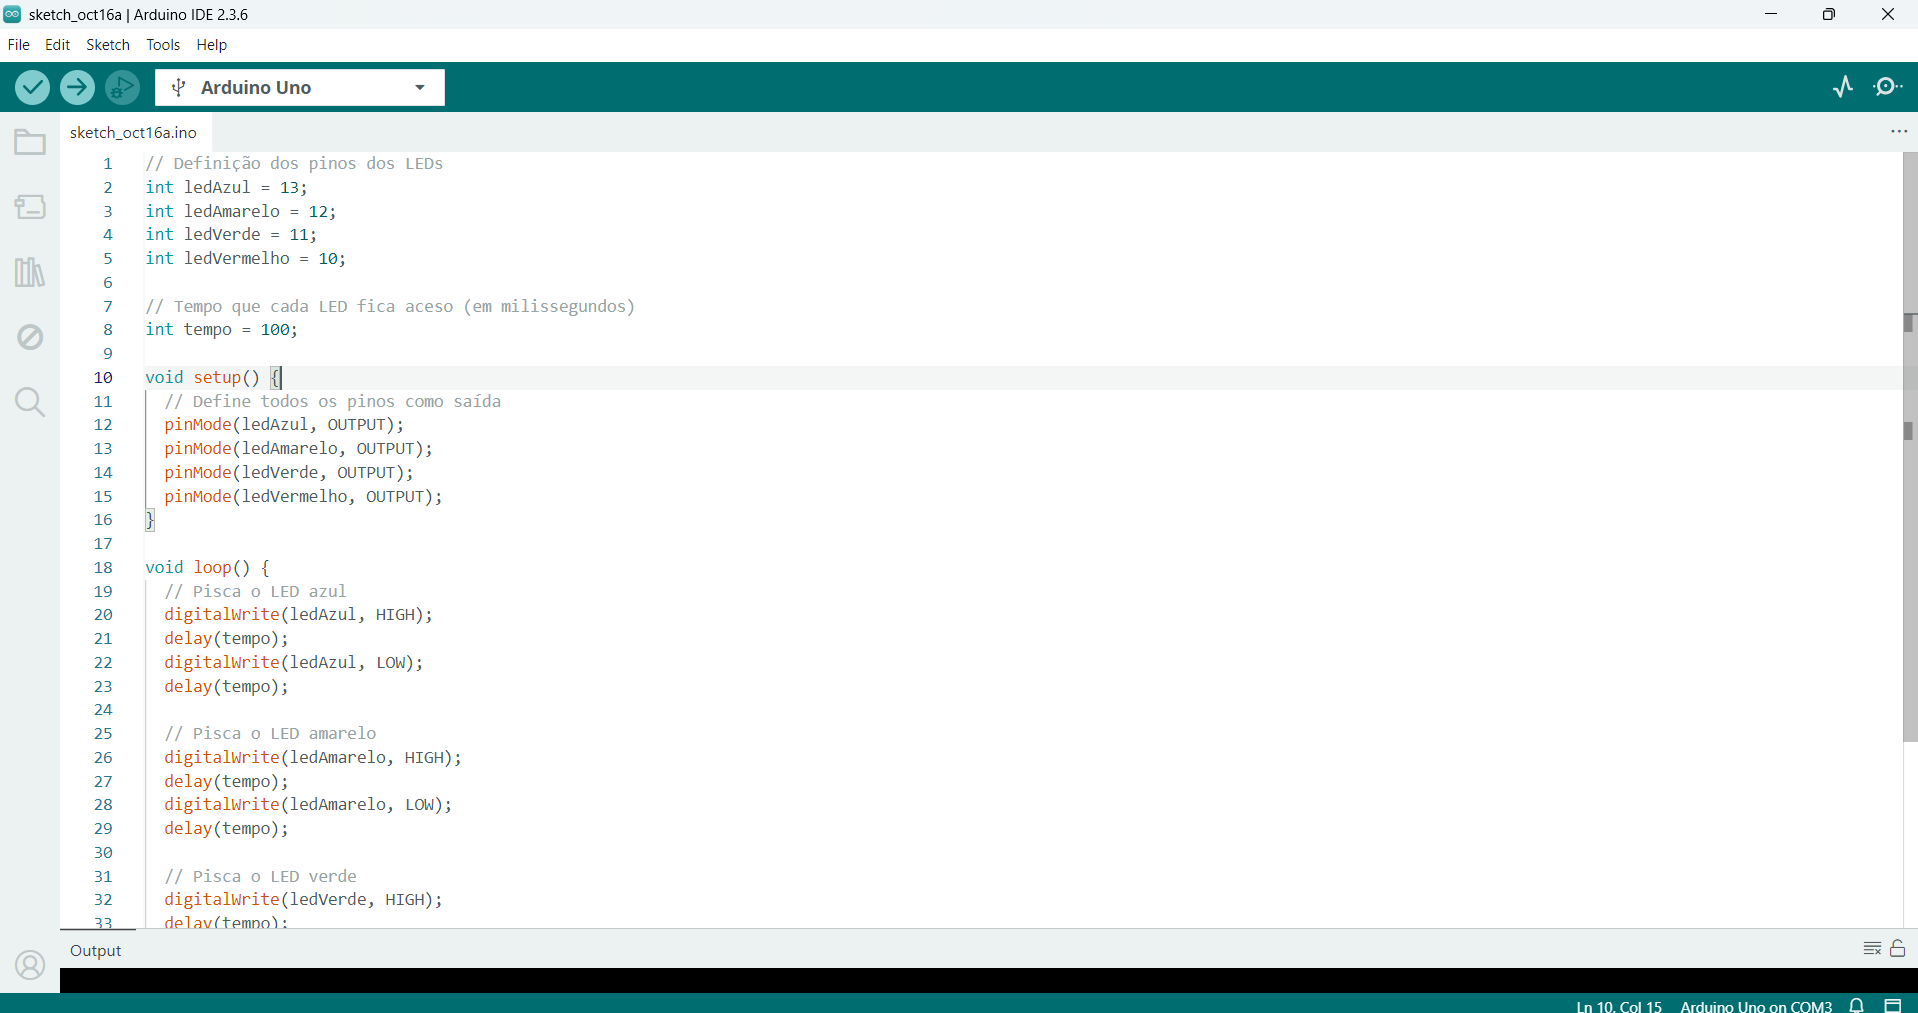 sketch_oct16a | Arduino IDE 2.3.6
File Edit Sketch Tools Help
Arduino Uno
sketch_oct16a.ino
1 // Definição dos pinos dos LEDs
2 int ledAzul = 13;
3 int ledAmarelo = 12;
4 int ledVerde = 11;
5 int ledVermelho = 10;
6
7 // Tempo que cada LED fica aceso (em milissegundos)
8 int tempo = 100;
9
10 void setup() {
11 // Define todos os pinos como saída
12 pinMode(ledAzul, OUTPUT);
13 pinMode(ledAmarelo, OUTPUT);
14 pinMode(ledVerde, OUTPUT);
15 pinMode(ledVermelho, OUTPUT);
16 }
17
18 void loop() {
19 // Pisca o LED azul
20 digitalWrite(ledAzul, HIGH);
21 delay(tempo);
22 digitalWrite(ledAzul, LOW);
23 delay(tempo);
24
25 // Pisca o LED amarelo
26 digitalWrite(ledAmarelo, HIGH);
27 delay(tempo);
28 digitalWrite(ledAmarelo, LOW);
29 delay(tempo);
30
31 // Pisca o LED verde
32 digitalWrite(ledVerde, HIGH);
33 delay(tempo);
Output
Ln 10, Col 15 Arduino Uno on COM3